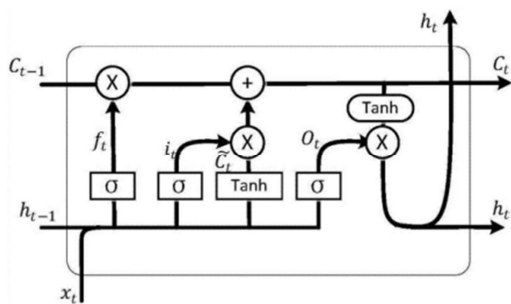 h_t
C_{t-1} X + C_t
Tanh
f_t i_t X C̃_t O_t X
σ σ Tanh σ
h_{t-1} h_t
x_t